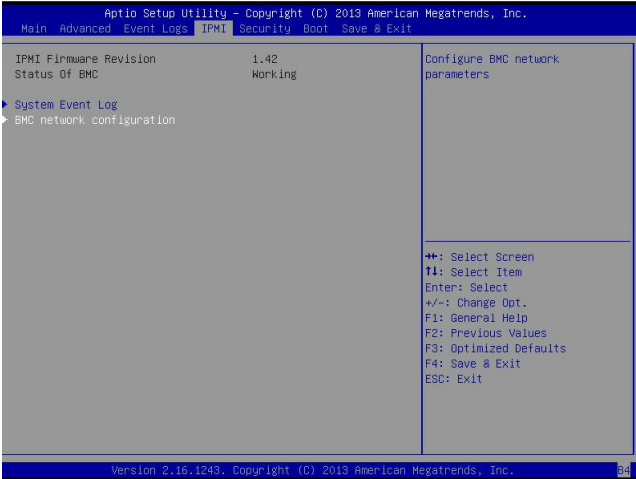 Aptio Setup Utility – Copyright (C) 2013 American Megatrends, Inc.
Main Advanced Event Logs IPMI Security Boot Save & Exit
IPMI Firmware Revision 1.42
Status Of BMC Working
System Event Log
BMC network configuration
Configure BMC network
parameters
→←: Select Screen
↑↓: Select Item
Enter: Select
+/-: Change Opt.
F1: General Help
F2: Previous Values
F3: Optimized Defaults
F4: Save & Exit
ESC: Exit
Version 2.16.1243. Copyright (C) 2013 American Megatrends, Inc.
B4